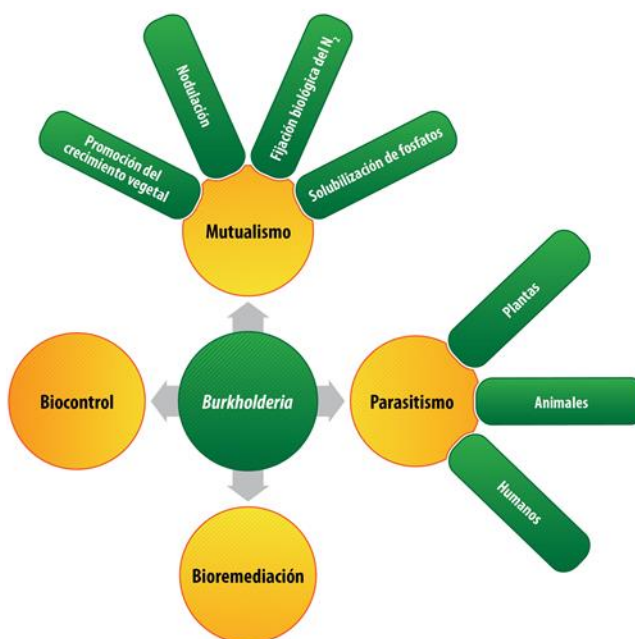 Promoción del
crecimiento vegetal
Nodulación
Fijación biológica del N₂
Solubilización de fosfatos
Mutualismo
Biocontrol
Burkholderia
Parasitismo
Plantas
Animales
Humanos
Bioremediación